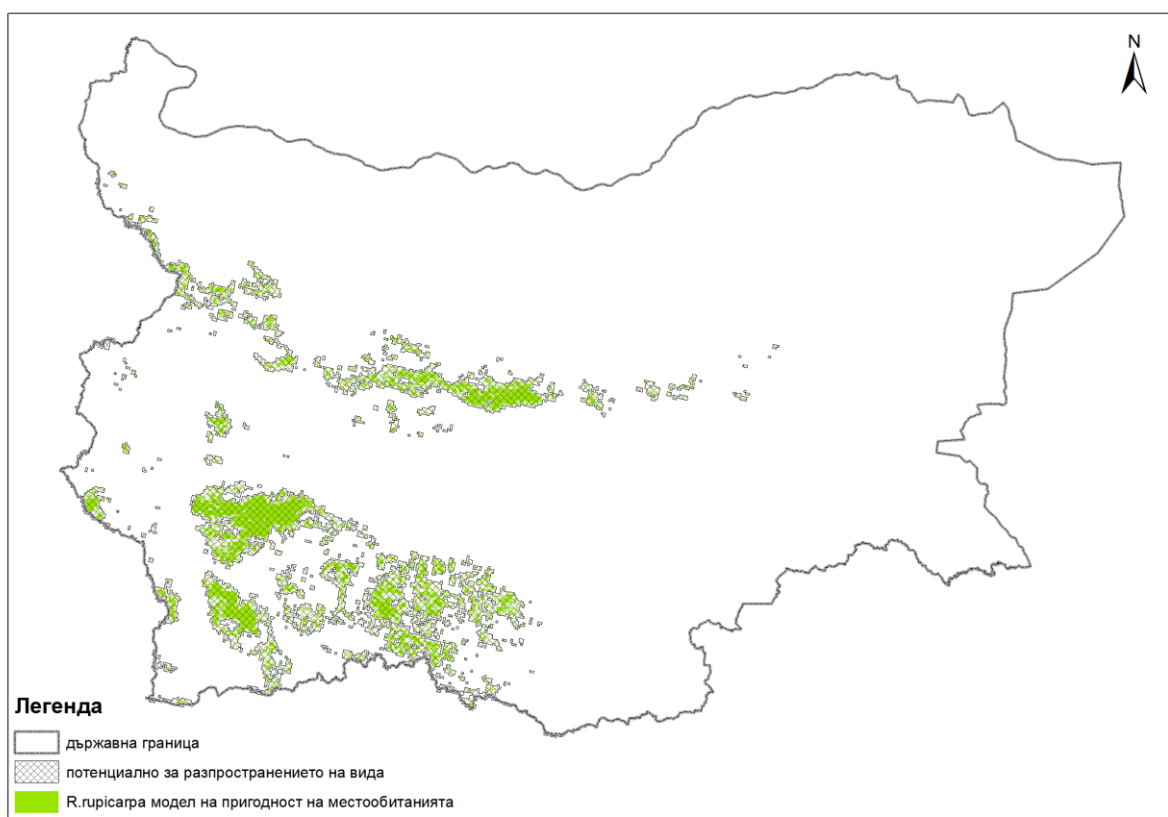 N
Легенда
държавна граница
потенциално за разпространението на вида
R.rupicarpa модел на пригодност на местообитанията